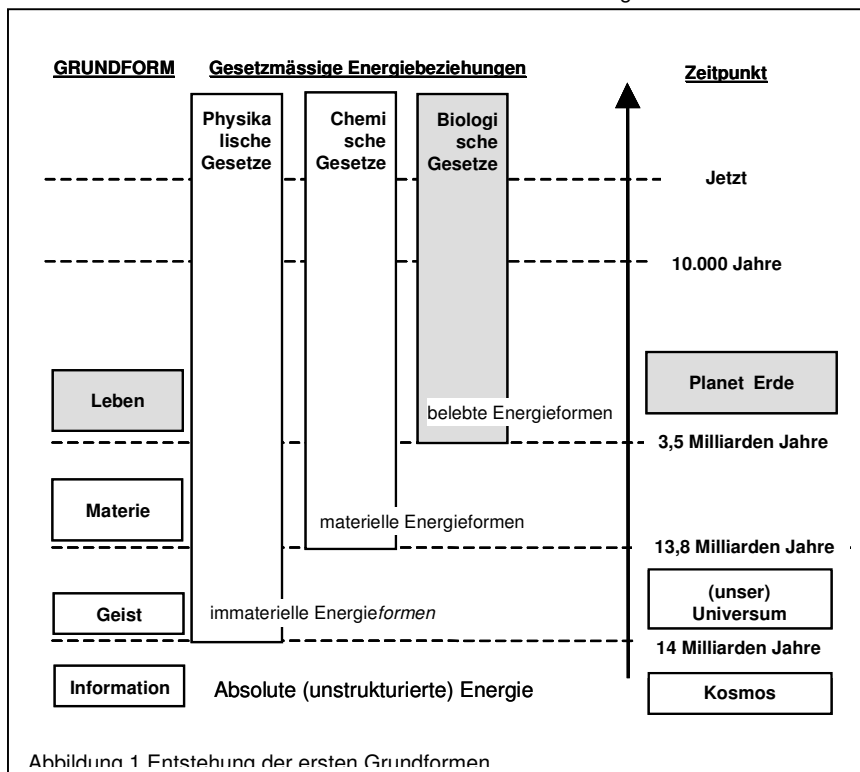 GRUNDFORM
Gesetzmässige Energiebeziehungen
Zeitpunkt
Physika
lische
Gesetze
Chemi
sche
Gesetze
Biologi
sche
Gesetze
Jetzt
10.000 Jahre
Leben
belebte Energieformen
Planet Erde
3,5 Milliarden Jahre
Materie
materielle Energieformen
13,8 Milliarden Jahre
Geist
immaterielle Energieformen
(unser)
Universum
14 Milliarden Jahre
Information
Absolute (unstrukturierte) Energie
Kosmos
Abbildung 1 Entstehung der ersten Grundformen